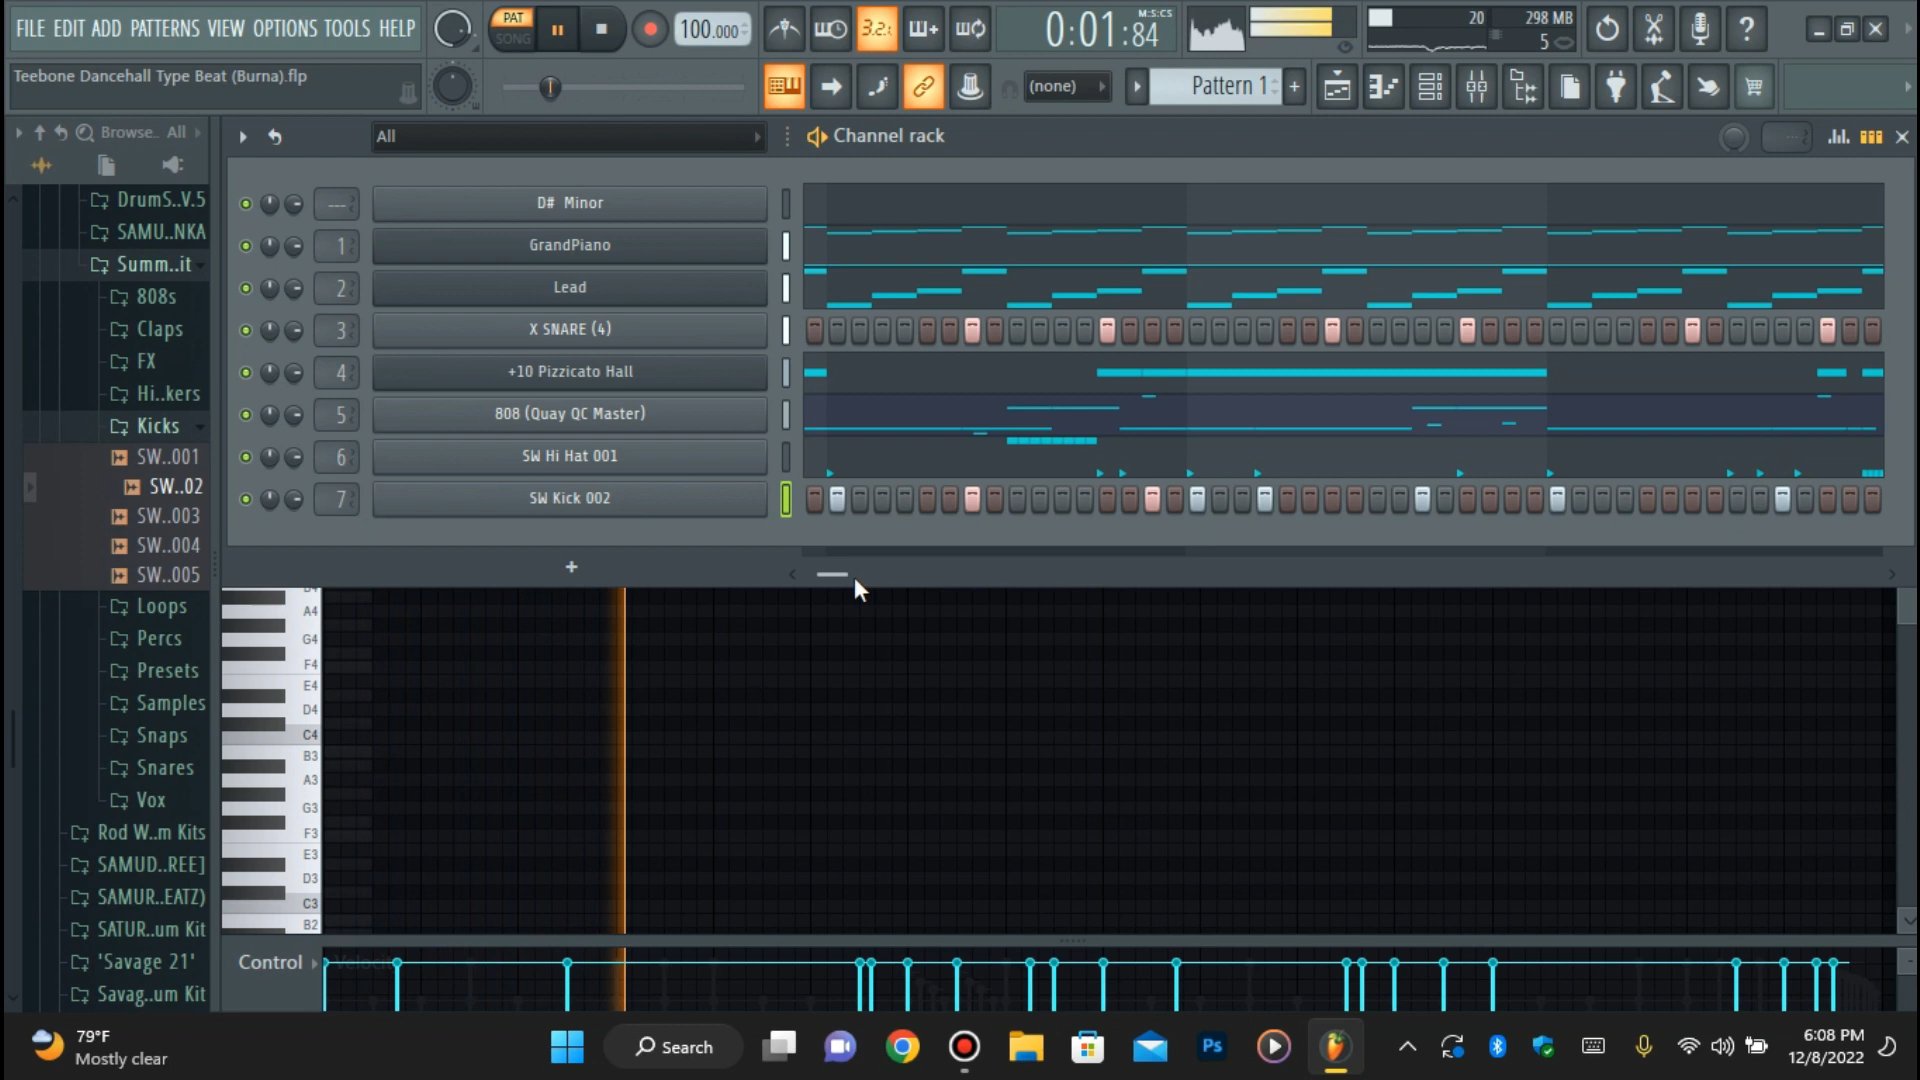 FILE EDIT ADD PATTERNS VIEW OPTIONS TOOLS HELP
PAT
SONG
100.000
3.2.
M:S:CS
0:01:84
20
298 MB
5
Teebone Dancehall Type Beat (Burna).flp
(none)
Pattern 1
+
Browse.. All
All
Channel rack
DrumS..V.5
SAMU..NKA
Summ..it
808s
Claps
FX
Hi..kers
Kicks
SW..001
SW..02
SW..003
SW..004
SW..005
Loops
Percs
Presets
Samples
Snaps
Snares
Vox
Rod W..m Kits
SAMUD..REE]
SAMUR..EATZ)
SATUR..um Kit
'Savage 21'
Savag..um Kit
--- D# Minor
1 GrandPiano
2 Lead
3 X SNARE (4)
4 +10 Pizzicato Hall
5 808 (Quay QC Master)
6 SW Hi Hat 001
7 SW Kick 002
+
A4
G4
F4
E4
D4
C4
B3
A3
G3
F3
E3
D3
C3
B2
Control
Velocity
79°F
Mostly clear
Search
Ps
6:08 PM
12/8/2022